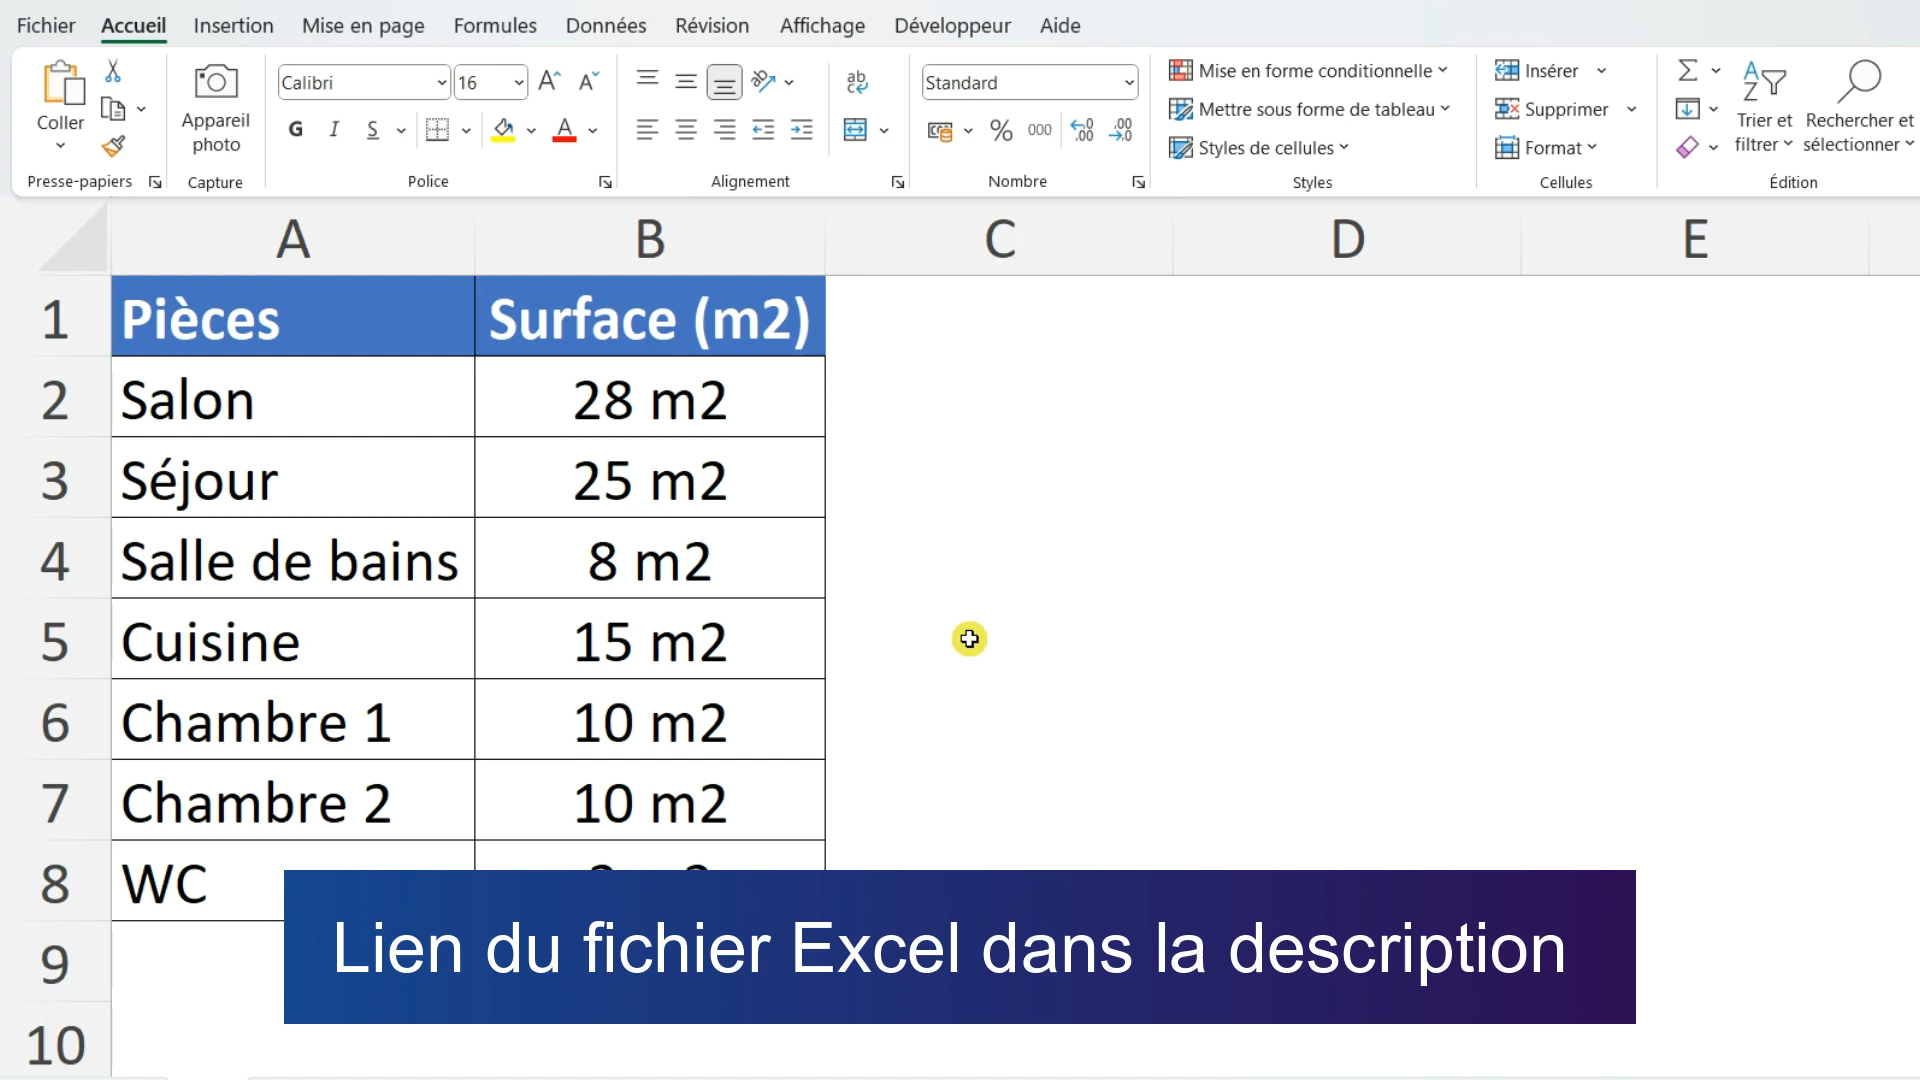 Fichier Accueil Insertion Mise en page Formules Données Révision Affichage Développeur Aide
Coller
Presse-papiers
Appareil photo
Capture
Calibri 16
G I S
Police
ab
Alignement
Standard
% 000
Nombre
Mise en forme conditionnelle
Mettre sous forme de tableau
Styles de cellules
Styles
Insérer
Supprimer
Format
Cellules
Trier et filtrer
Rechercher et sélectionner
Édition
A B C D E
1 Pièces Surface (m2)
2 Salon 28 m2
3 Séjour 25 m2
4 Salle de bains 8 m2
5 Cuisine 15 m2
6 Chambre 1 10 m2
7 Chambre 2 10 m2
8 WC
9
10
Lien du fichier Excel dans la description